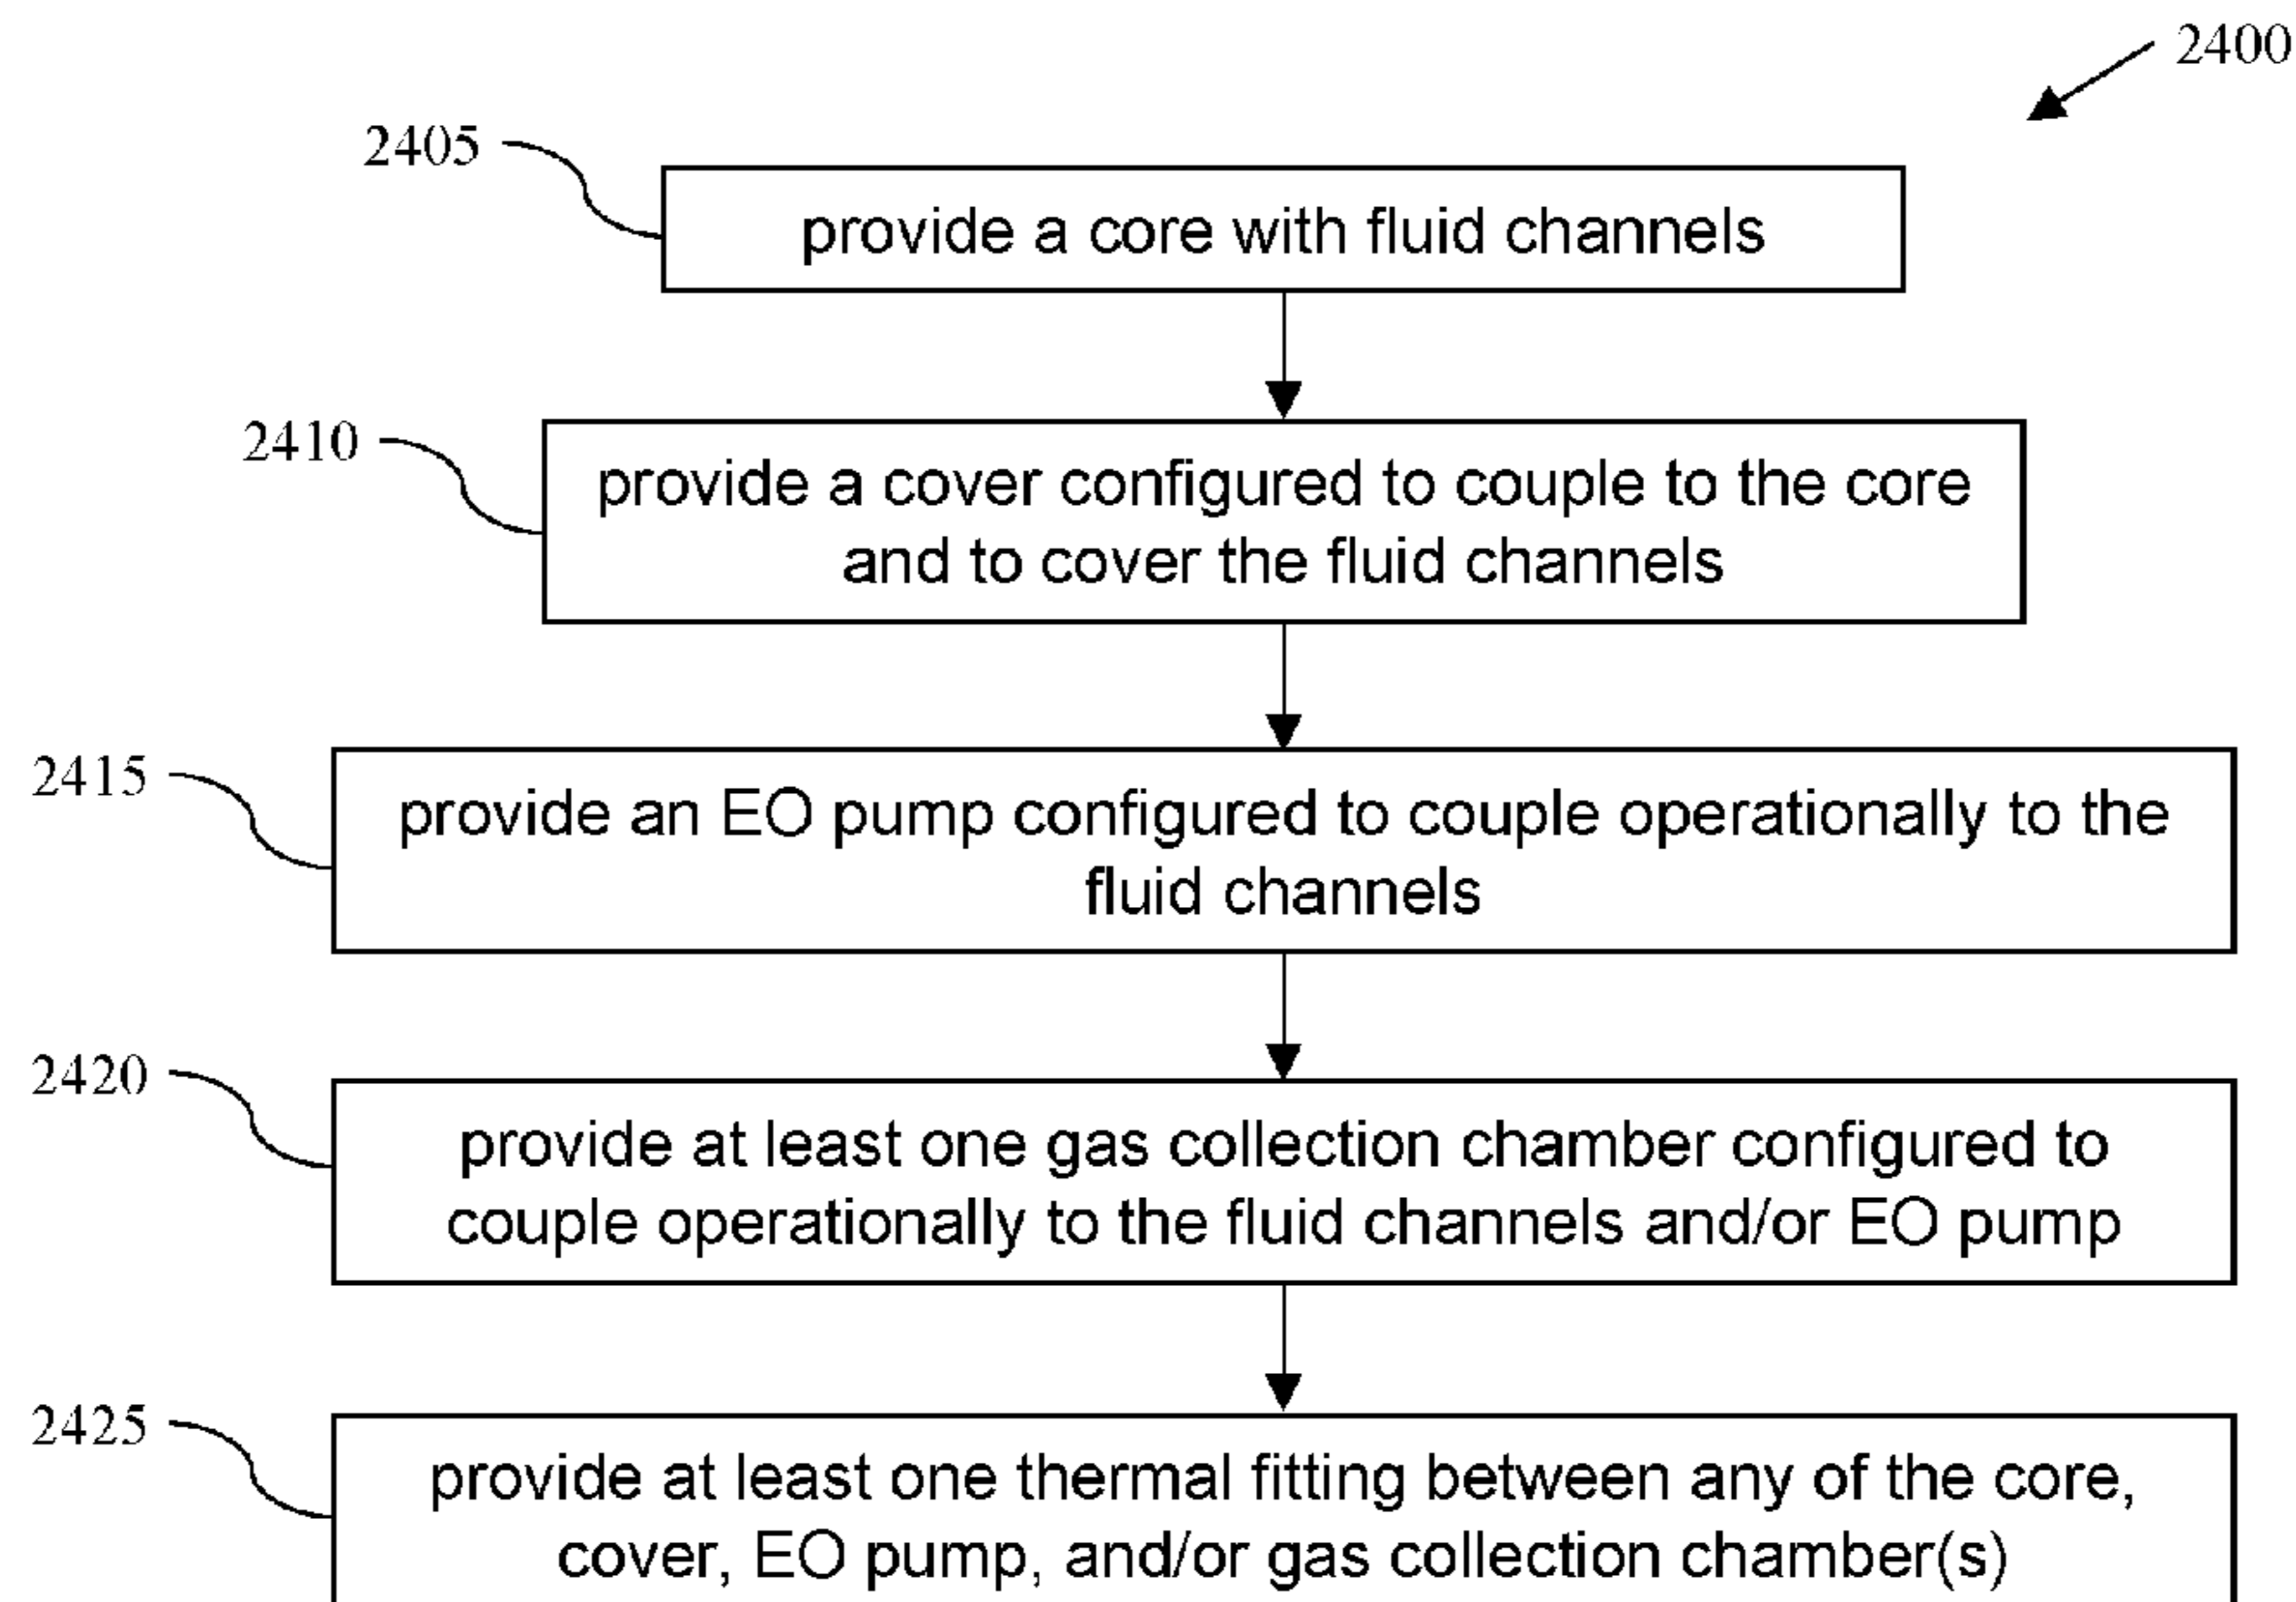 2400
2405
provide a core with fluid channels
2410
provide a cover configured to couple to the core
and to cover the fluid channels
2415
provide an EO pump configured to couple operationally to the
fluid channels
2420
provide at least one gas collection chamber configured to
couple operationally to the fluid channels and/or EO pump
2425
provide at least one thermal fitting between any of the core,
cover, EO pump, and/or gas collection chamber(s)